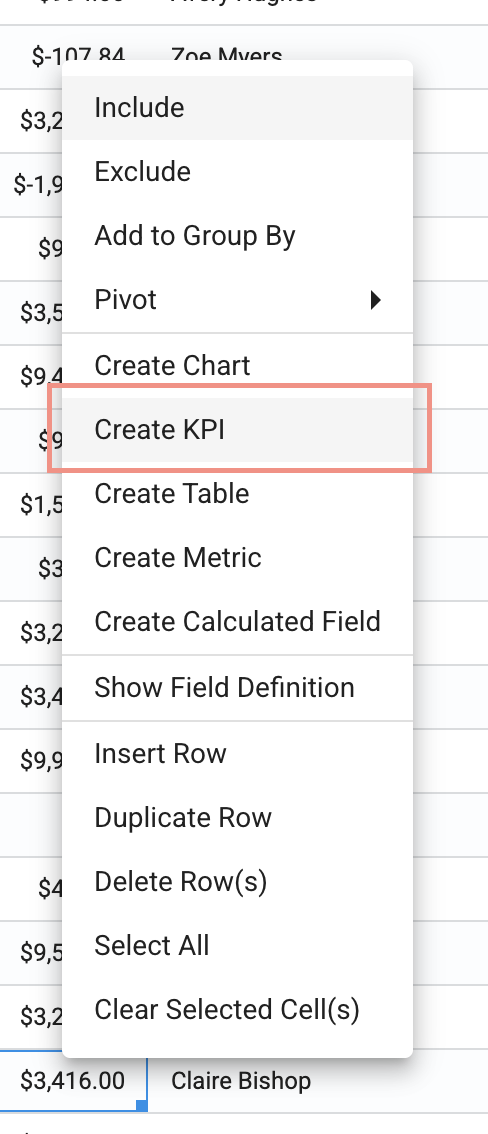 $-107.84 Zoe Myers
Include
$3,2
Exclude
$-1,9
Add to Group By
$9
Pivot
$3,5
Create Chart
$9,4
Create KPI
$9
Create Table
$1,5
Create Metric
$3
Create Calculated Field
$3,2
Show Field Definition
$3,4
Insert Row
$9,9
Duplicate Row
Delete Row(s)
$4
Select All
$9,5
Clear Selected Cell(s)
$3,2
$3,416.00 Claire Bishop